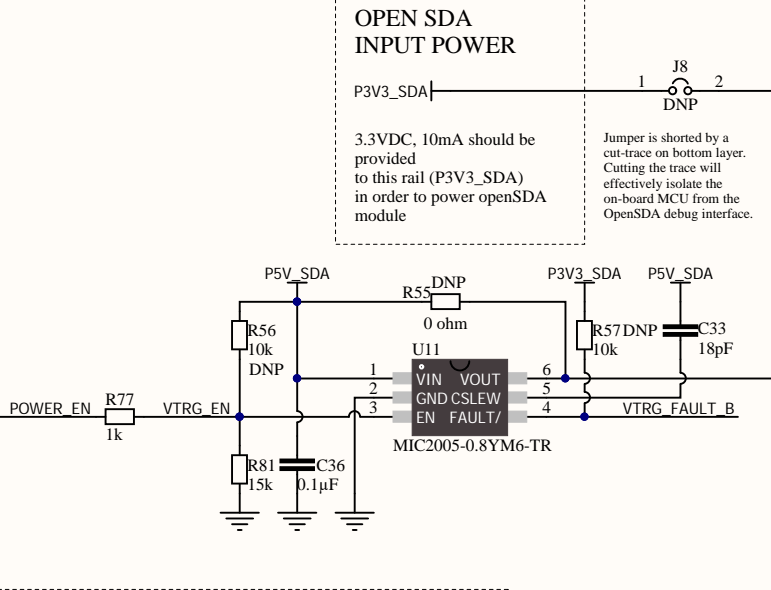 OPEN SDA
INPUT POWER
P3V3_SDA
1
J8
2
DNP
3.3VDC, 10mA should be
provided
to this rail (P3V3_SDA)
in order to power openSDA
module
Jumper is shorted by a
cut-trace on bottom layer.
Cutting the trace will
effectively isolate the
on-board MCU from the
OpenSDA debug interface.
P5V_SDA
R55
DNP
0 ohm
P3V3_SDA
P5V_SDA
R56
10k
DNP
R57
DNP
10k
C33
18pF
U11
1
VIN
VOUT
6
2
GND
CSLEW
5
3
EN
FAULT/
4
MIC2005-0.8YM6-TR
POWER_EN
R77
1k
VTRG_EN
VTRG_FAULT_B
R81
15k
C36
0.1µF